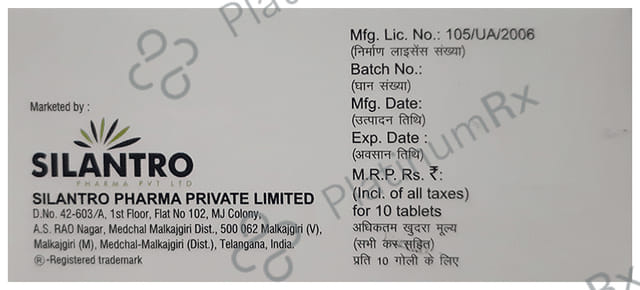 Marketed by :
SILANTRO
PHARMA PVT LTD
SILANTRO PHARMA PRIVATE LIMITED
D.No. 42-603/A, 1st Floor, Flat No 102, MJ Colony,
A.S. RAO Nagar, Medchal Malkajgiri Dist., 500 062 Malkajgiri (V),
Malkajgiri (M), Medchal-Malkajgiri (Dist.), Telangana, India.
®-Registered trademark
Mfg. Lic. No.: 105/UA/2006
(निर्माण लाइसेंस संख्या)
Batch No.:
(घान संख्या)
Mfg. Date:
(उत्पादन तिथि)
Exp. Date :
(अवसान तिथि)
M.R.P. Rs. ₹:
(Incl. of all taxes)
for 10 tablets
अधिकतम खुदरा मूल्य
(सभी कर सहित)
प्रति 10 गोली के लिए
PlatinumRx